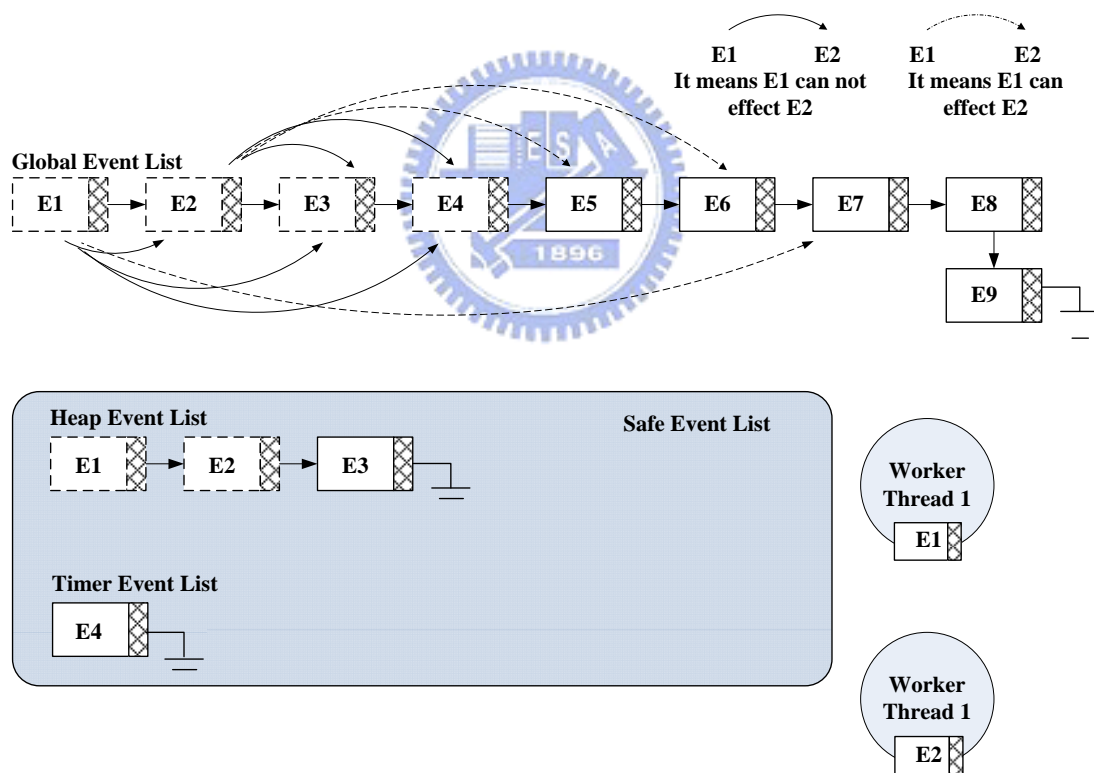 E1 E2
It means E1 can not
effect E2
E1 E2
It means E1 can
effect E2
Global Event List
E1 E2 E3 E4 E5 E6 E7 E8
E9
ES A
1896
Heap Event List
Safe Event List
E1 E2 E3
Timer Event List
E4
Worker
Thread 1
E1
Worker
Thread 1
E2